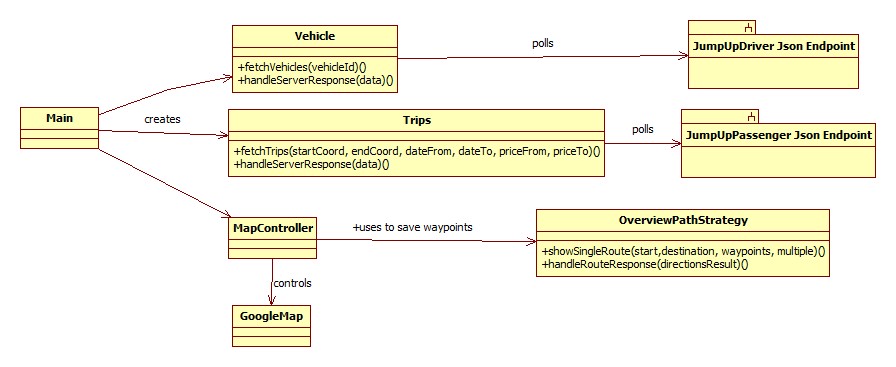 Vehicle
+fetchVehicles(vehicleId)()
+handleServerResponse(data)()
polls
JumpUpDriver Json Endpoint
Main
creates
Trips
+fetchTrips(startCoord, endCoord, dateFrom, dateTo, priceFrom, priceTo)()
+handleServerResponse(data)()
polls
JumpUpPassenger Json Endpoint
MapController
+uses to save waypoints
OverviewPathStrategy
+showSingleRoute(start,destination, waypoints, multiple)()
+handleRouteResponse(directionsResult)()
controls
GoogleMap